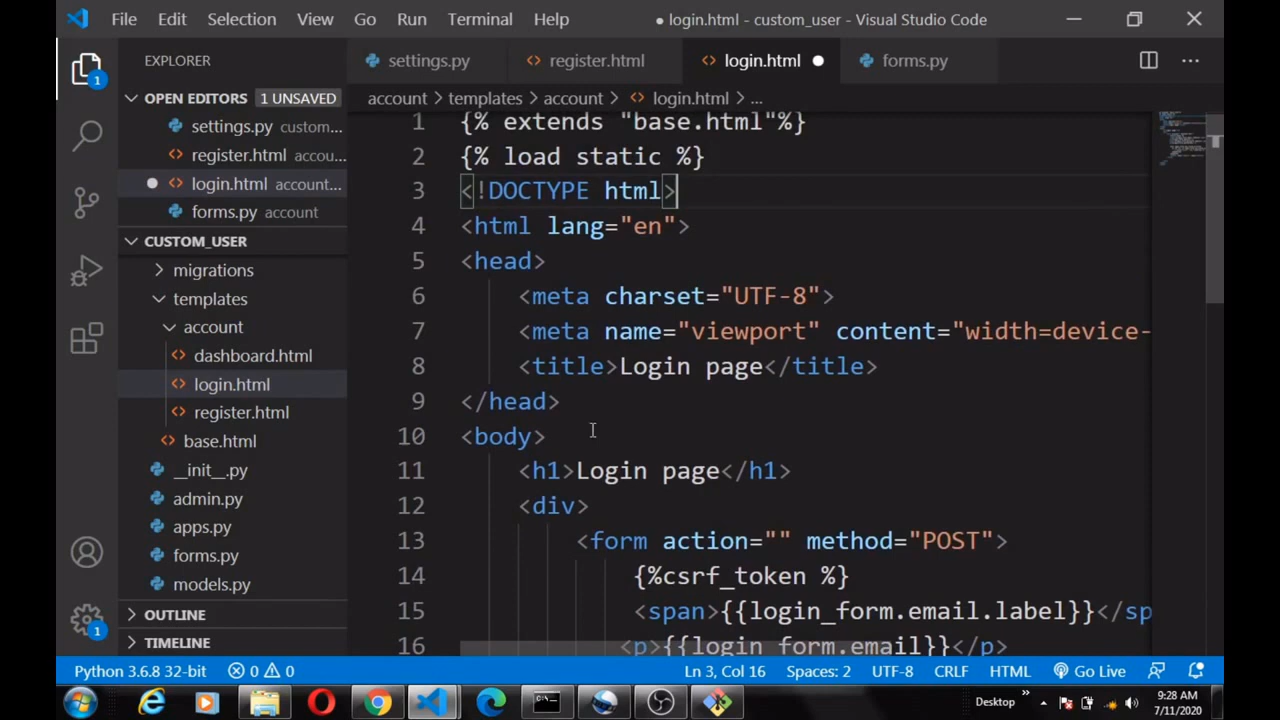 File Edit Selection View Go Run Terminal Help
● login.html - custom_user - Visual Studio Code
EXPLORER
settings.py
register.html
login.html
forms.py
OPEN EDITORS 1 UNSAVED
settings.py custom...
register.html accou...
login.html account...
forms.py account
CUSTOM_USER
migrations
templates
account
dashboard.html
login.html
register.html
base.html
__init__.py
admin.py
apps.py
forms.py
models.py
OUTLINE
TIMELINE
1
1
account > templates > account > login.html > ...
1 {% extends "base.html"%}
2 {% load static %}
3 <!DOCTYPE html>
4 <html lang="en">
5 <head>
6 <meta charset="UTF-8">
7 <meta name="viewport" content="width=device-
8 <title>Login page</title>
9 </head>
10 <body>
11 <h1>Login page</h1>
12 <div>
13 <form action="" method="POST">
14 {%csrf_token %}
15 <span>{{login_form.email.label}}</sp
16 <p>{{login_form.email}}</p>
Python 3.6.8 32-bit 0 0 Ln 3, Col 16 Spaces: 2 UTF-8 CRLF HTML Go Live
Desktop » 9:28 AM
7/11/2020